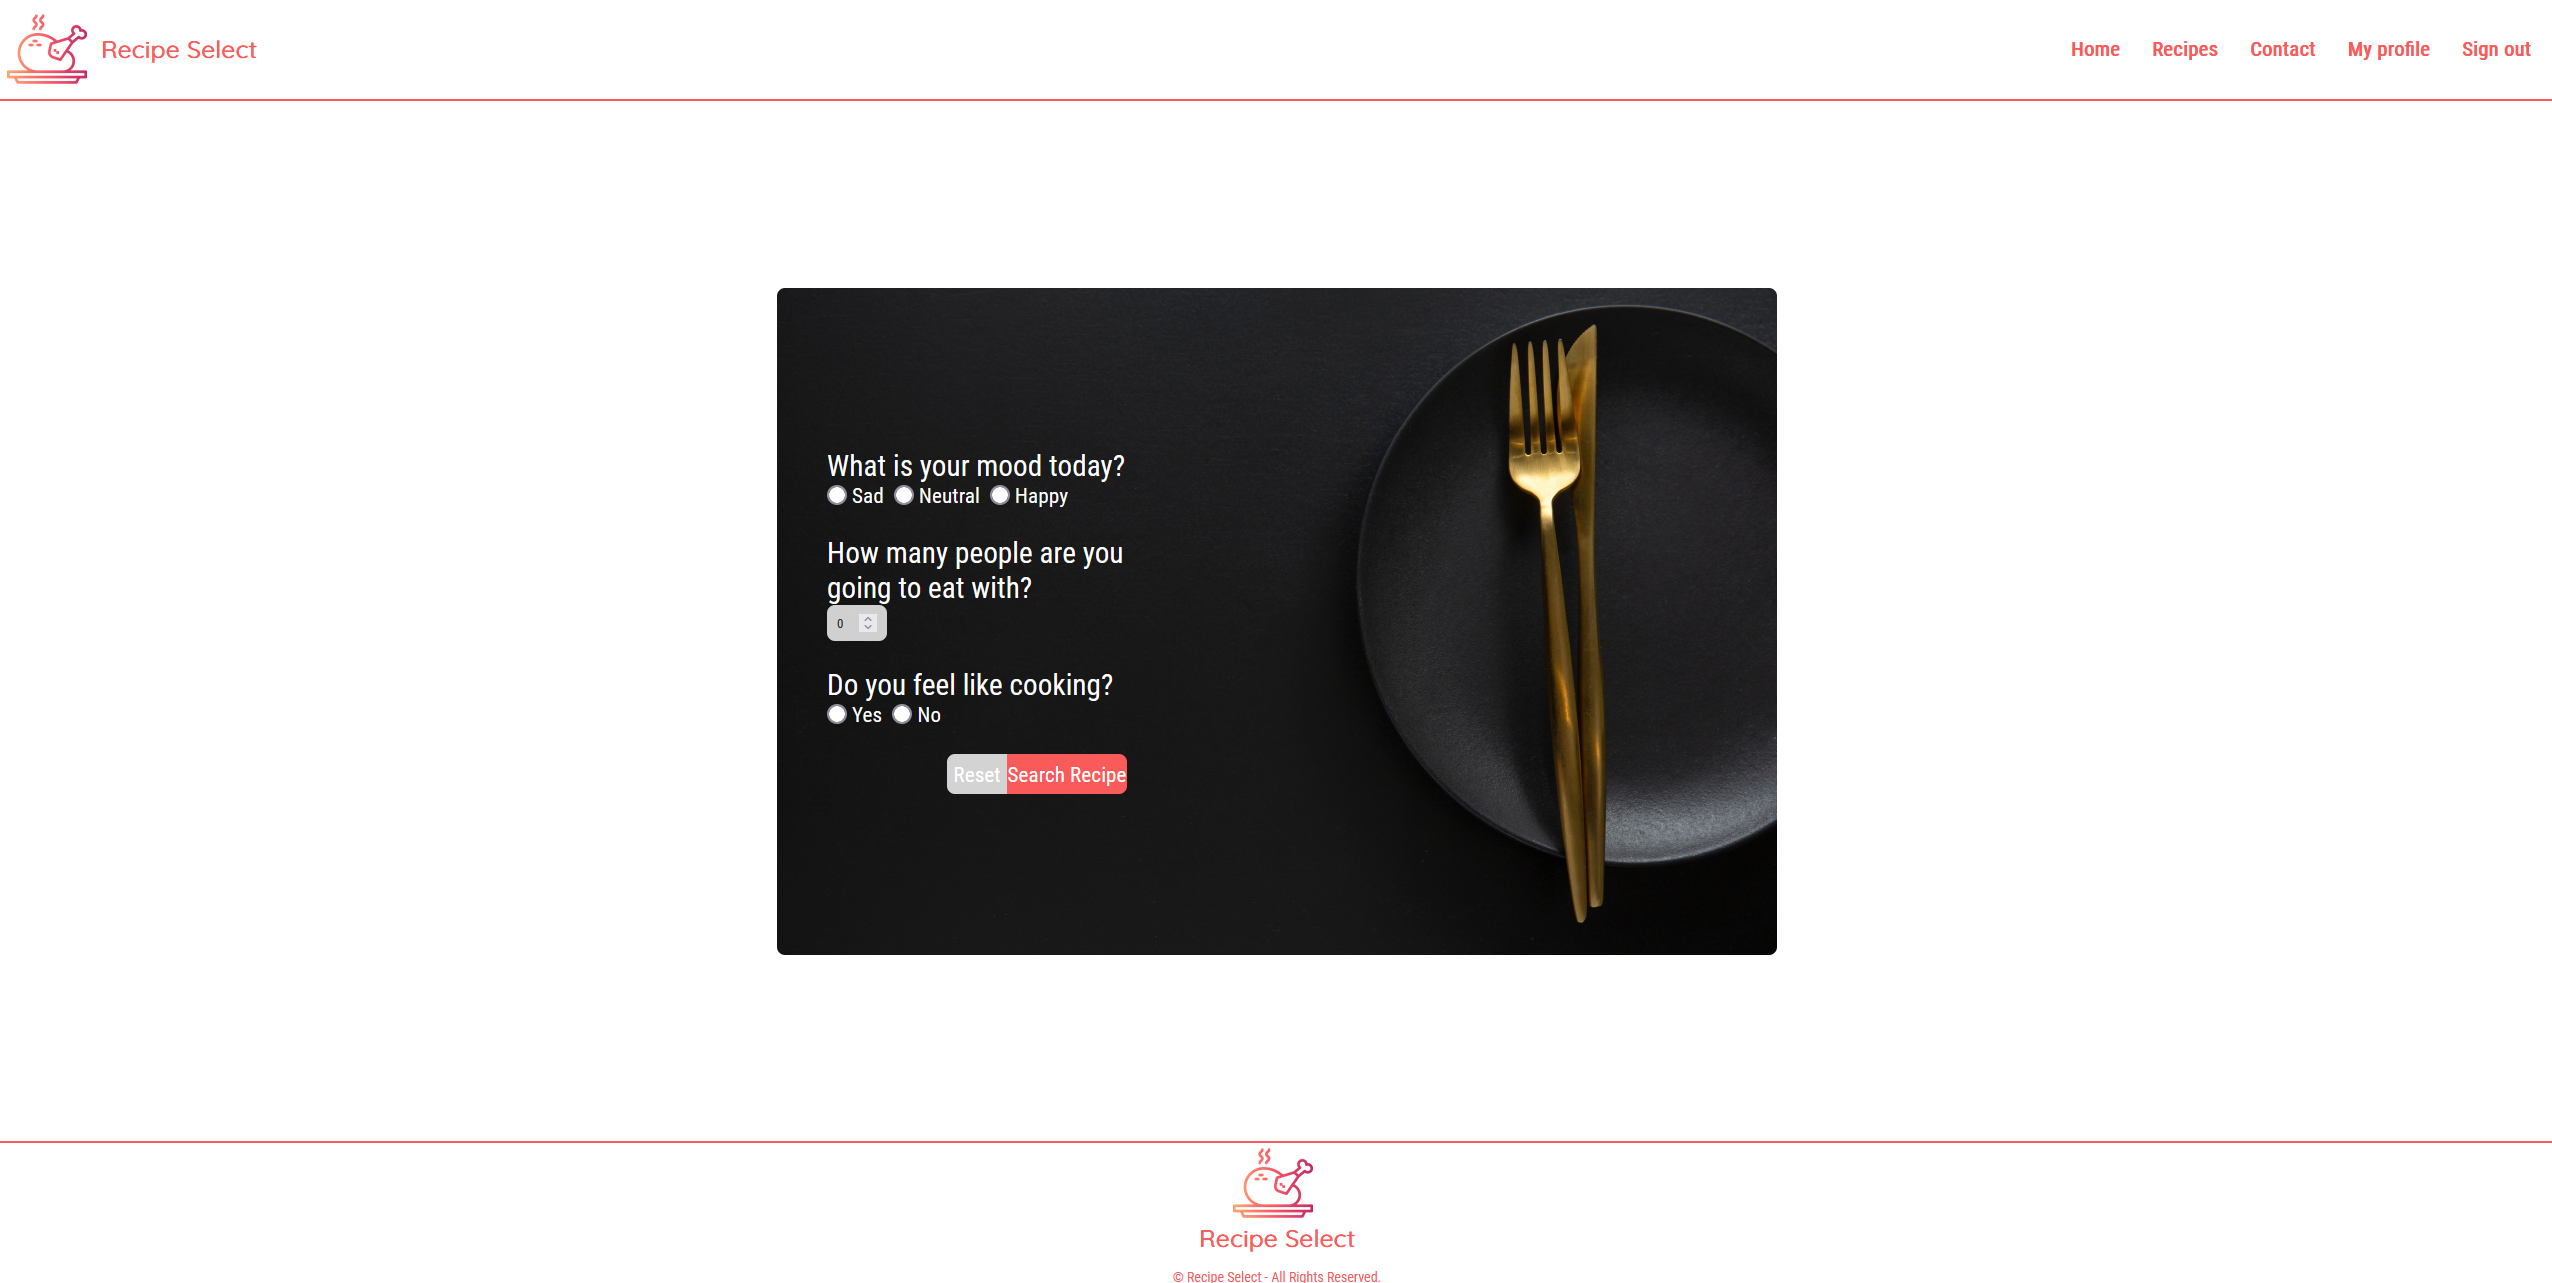 Recipe Select
Home Recipes Contact My profile Sign out
What is your mood today?
Sad Neutral Happy
How many people are you
going to eat with?
0
Do you feel like cooking?
Yes No
Reset Search Recipe
Recipe Select
© Recipe Select - All Rights Reserved.